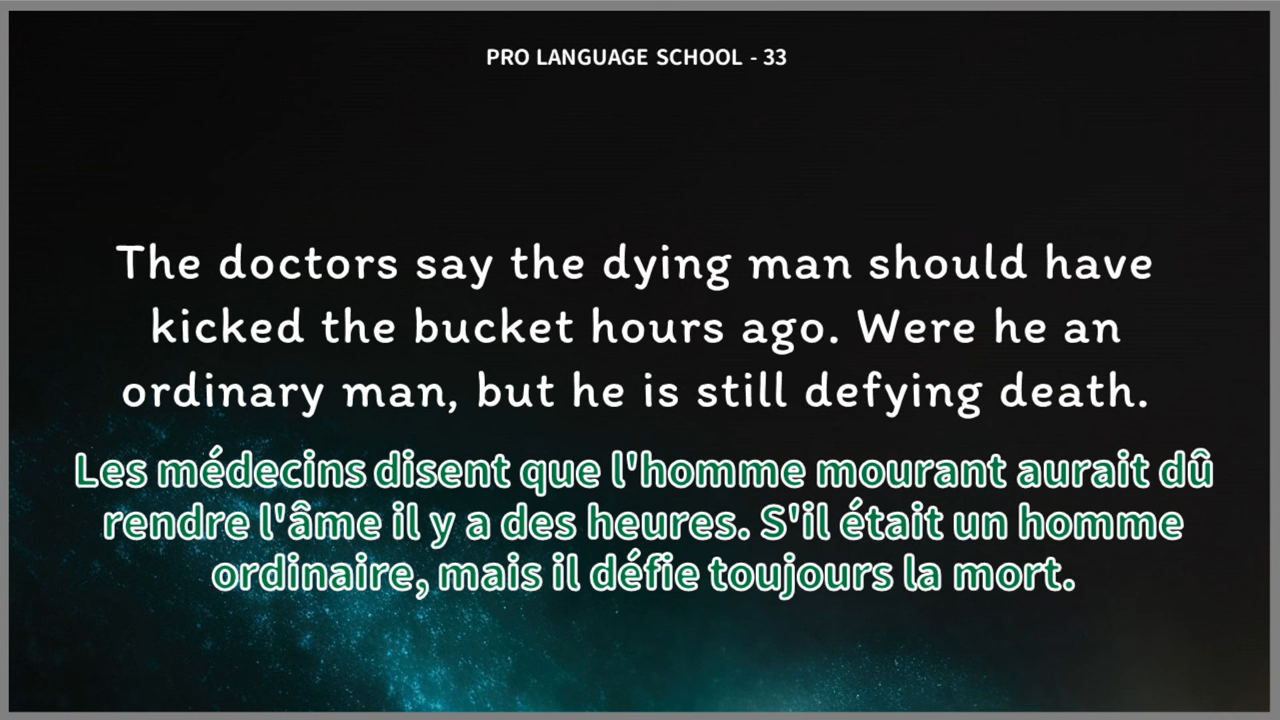 PRO LANGUAGE SCHOOL - 33
The doctors say the dying man should have
kicked the bucket hours ago. Were he an
ordinary man, but he is still defying death.
Les médecins disent que l'homme mourant aurait dû
rendre l'âme il y a des heures. S'il était un homme
ordinaire, mais il défie toujours la mort.